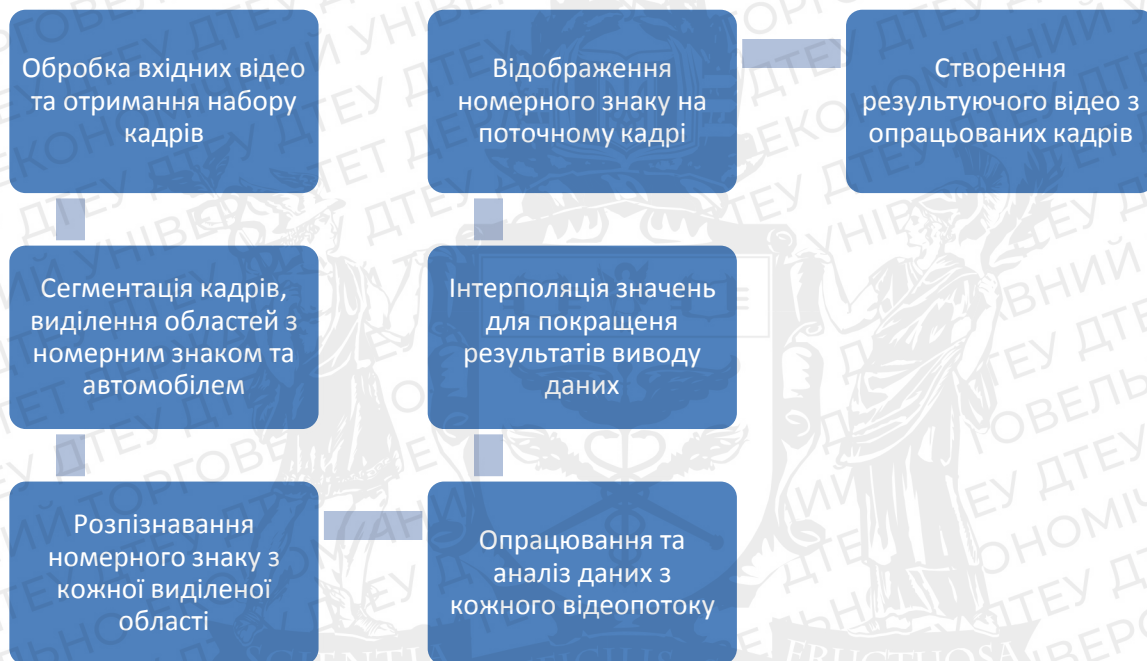 Обробка вхідних відео
та отримання набору
кадрів
Сегментація кадрів,
виділення областей з
номерним знаком та
автомобілем
Розпізнавання
номерного знаку з
кожної виділеної
області
Опрацювання та
аналіз даних з
кожного відеопотоку
Інтерполяція значень
для покращеня
результатів виводу
даних
Відображення
номерного знаку на
поточному кадрі
Створення
результуючого відео з
опрацьованих кадрів